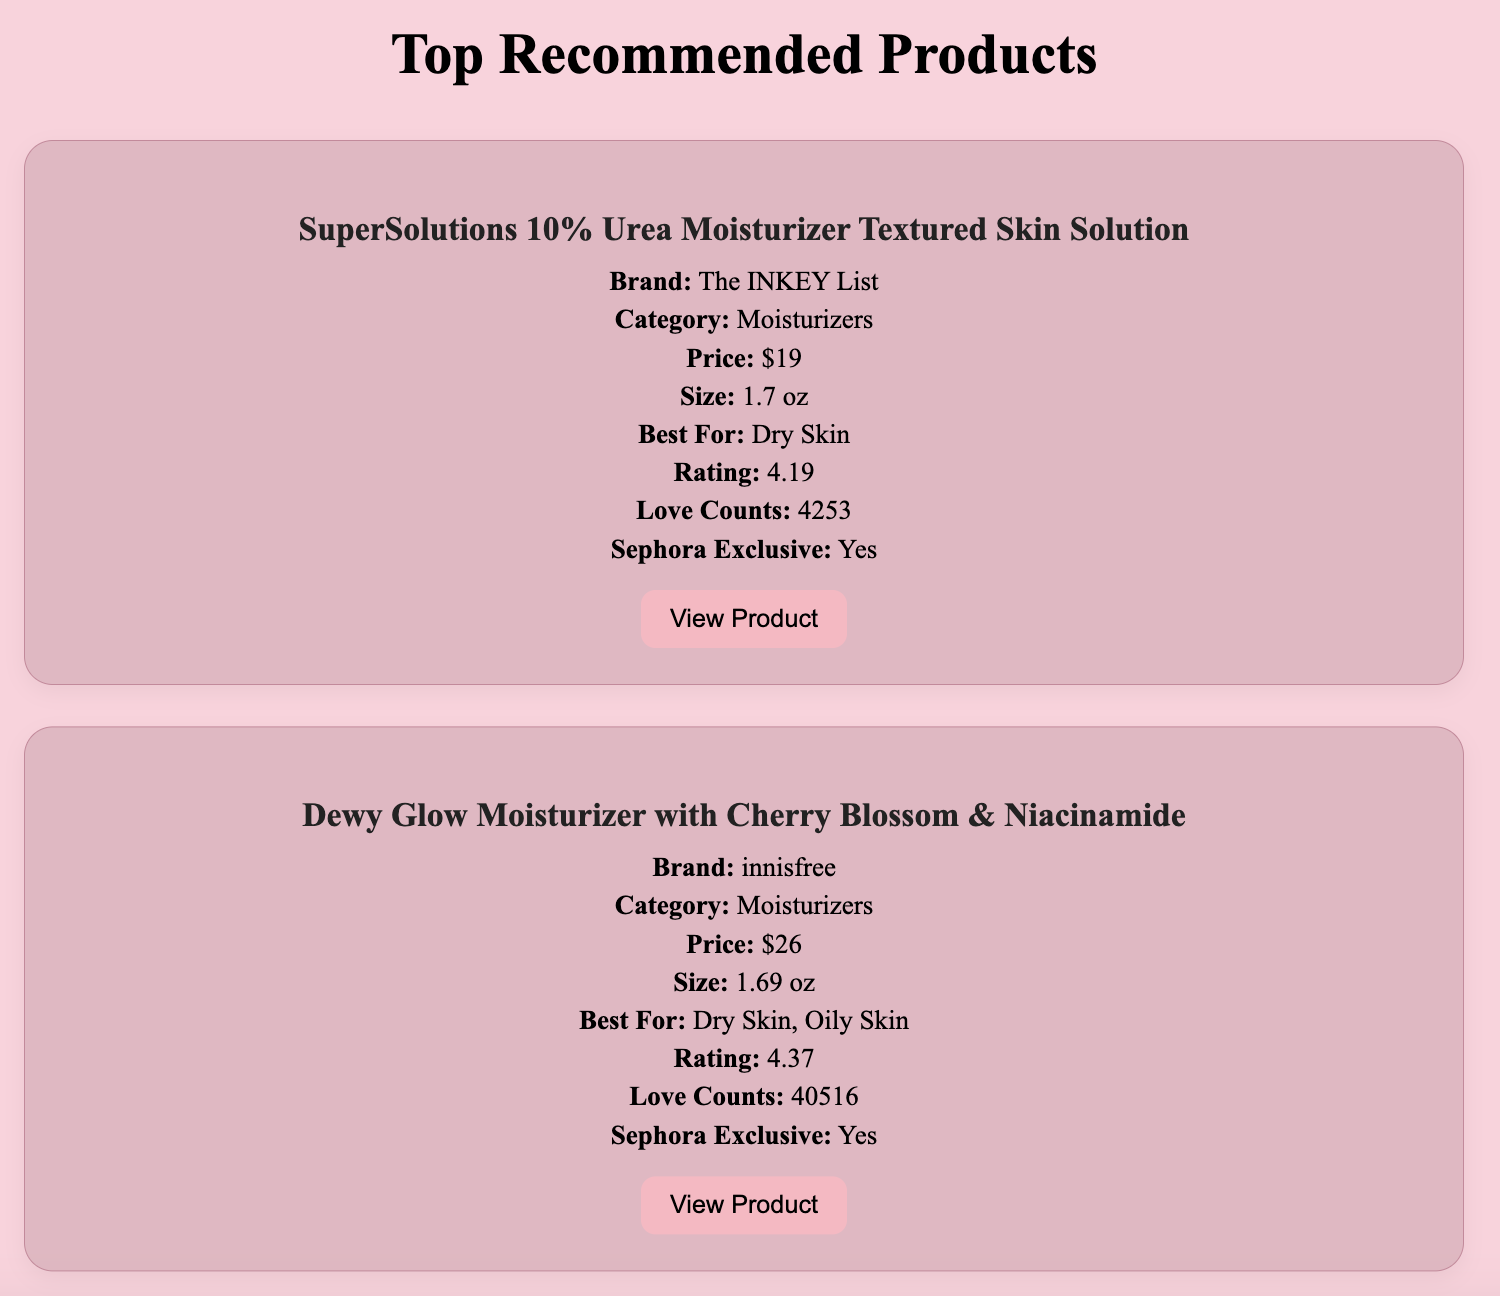 Top Recommended Products
SuperSolutions 10% Urea Moisturizer Textured Skin Solution
Brand: The INKEY List
Category: Moisturizers
Price: $19
Size: 1.7 oz
Best For: Dry Skin
Rating: 4.19
Love Counts: 4253
Sephora Exclusive: Yes
View Product
Dewy Glow Moisturizer with Cherry Blossom & Niacinamide
Brand: innisfree
Category: Moisturizers
Price: $26
Size: 1.69 oz
Best For: Dry Skin, Oily Skin
Rating: 4.37
Love Counts: 40516
Sephora Exclusive: Yes
View Product